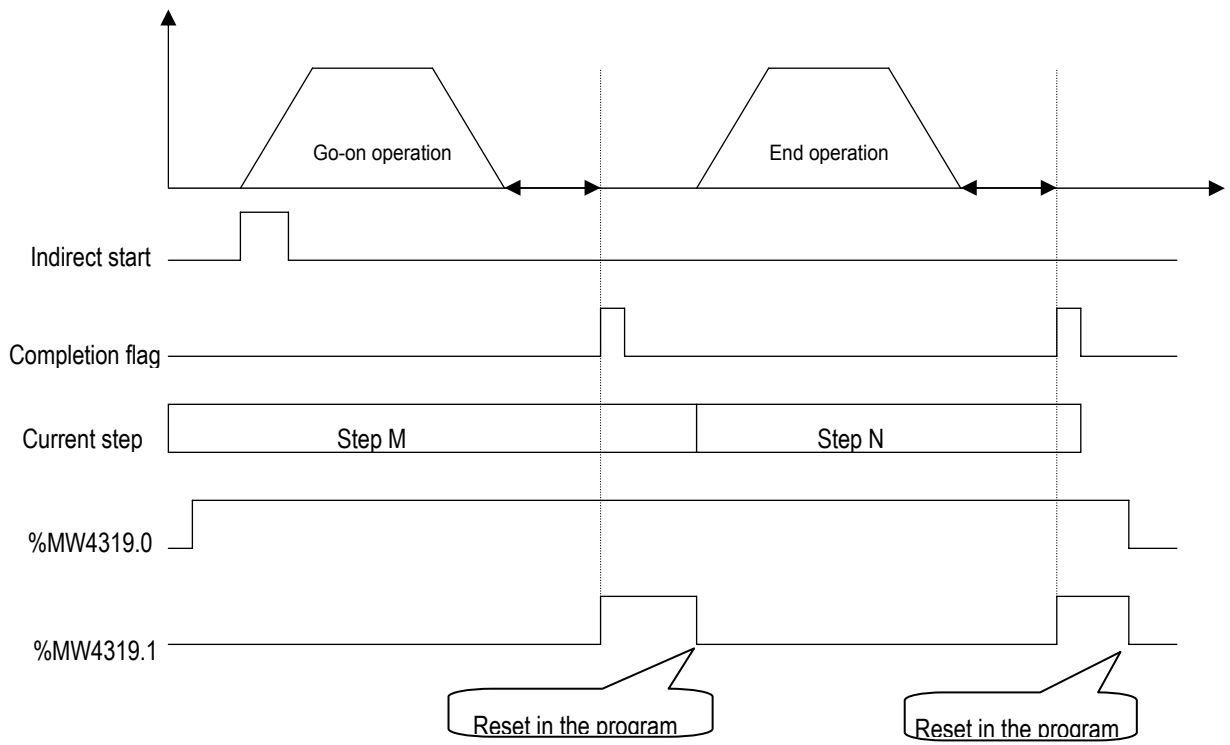 Go-on operation
End operation
Indirect start
Completion flag
Current step
Step M
Step N
%MW4319.0
%MW4319.1
Reset in the program
Reset in the program